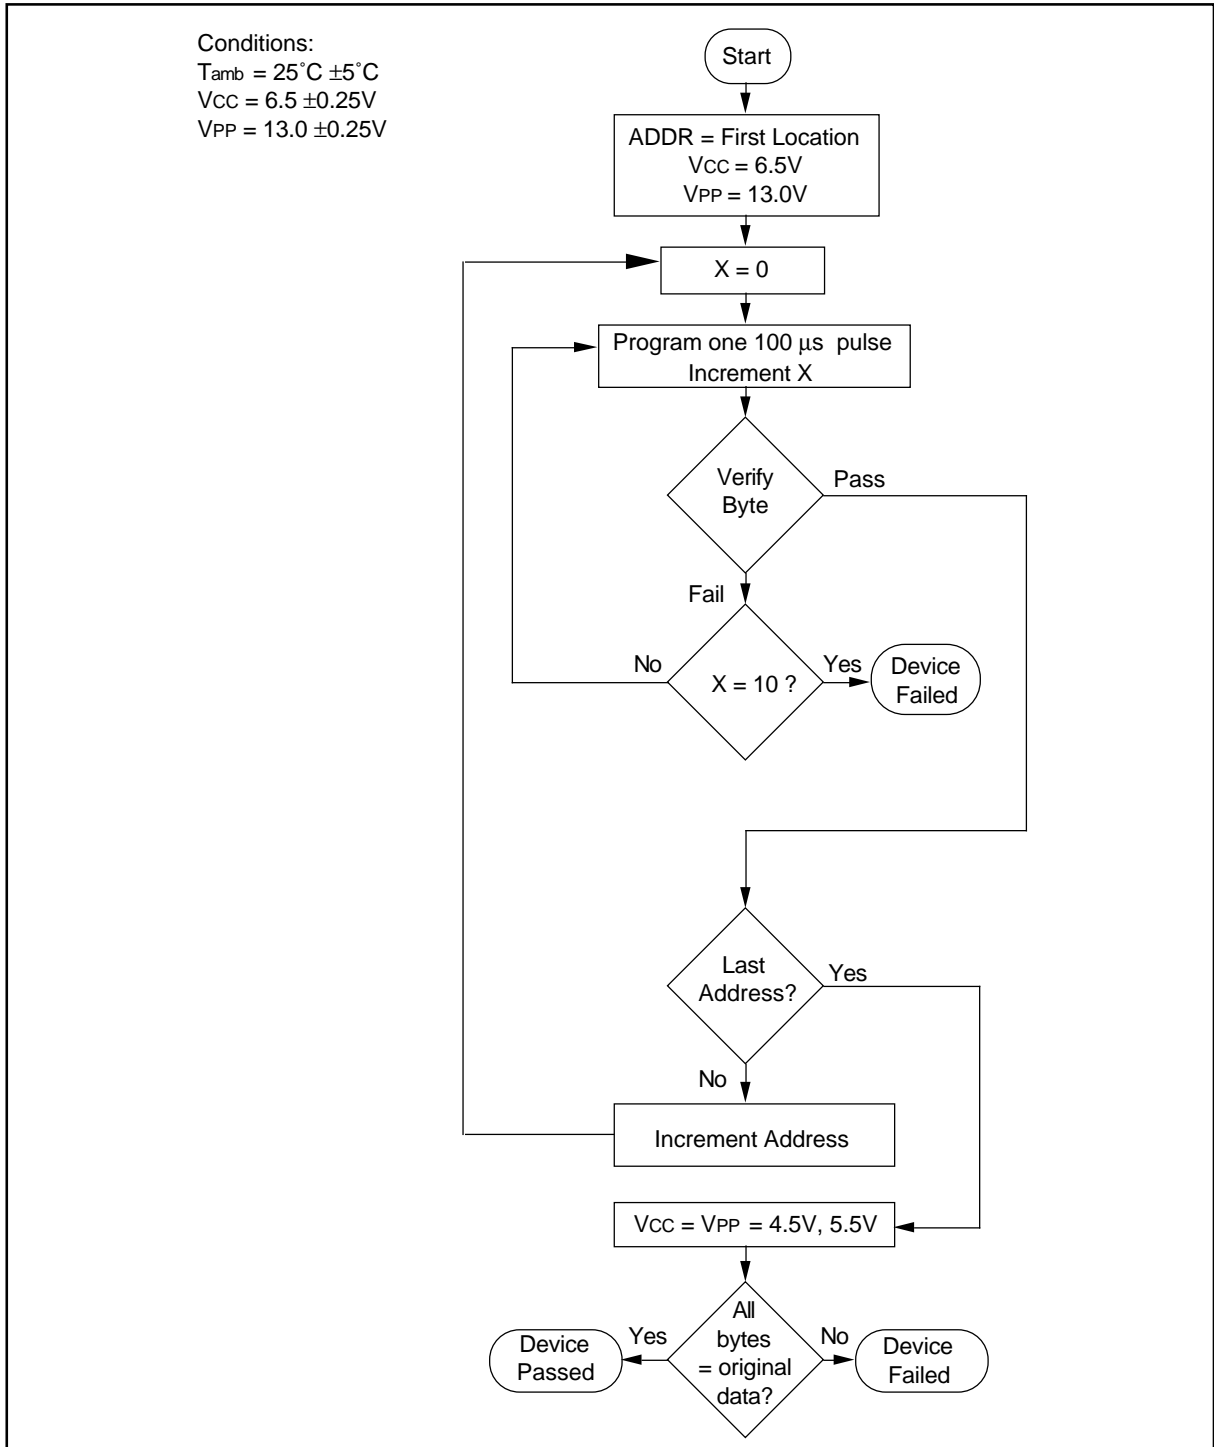 Conditions:
Tamb = 25˚C ±5˚C
VCC = 6.5 ±0.25V
VPP = 13.0 ±0.25V
Start
ADDR = First Location
VCC = 6.5V
VPP = 13.0V
X = 0
Program one 100 µs pulse
Increment X
Verify
Byte
Pass
Fail
X = 10 ?
No
Yes
Device
Failed
Last
Address?
Yes
No
Increment Address
VCC = VPP = 4.5V, 5.5V
All
bytes
= original
data?
Yes
Device
Passed
No
Device
Failed